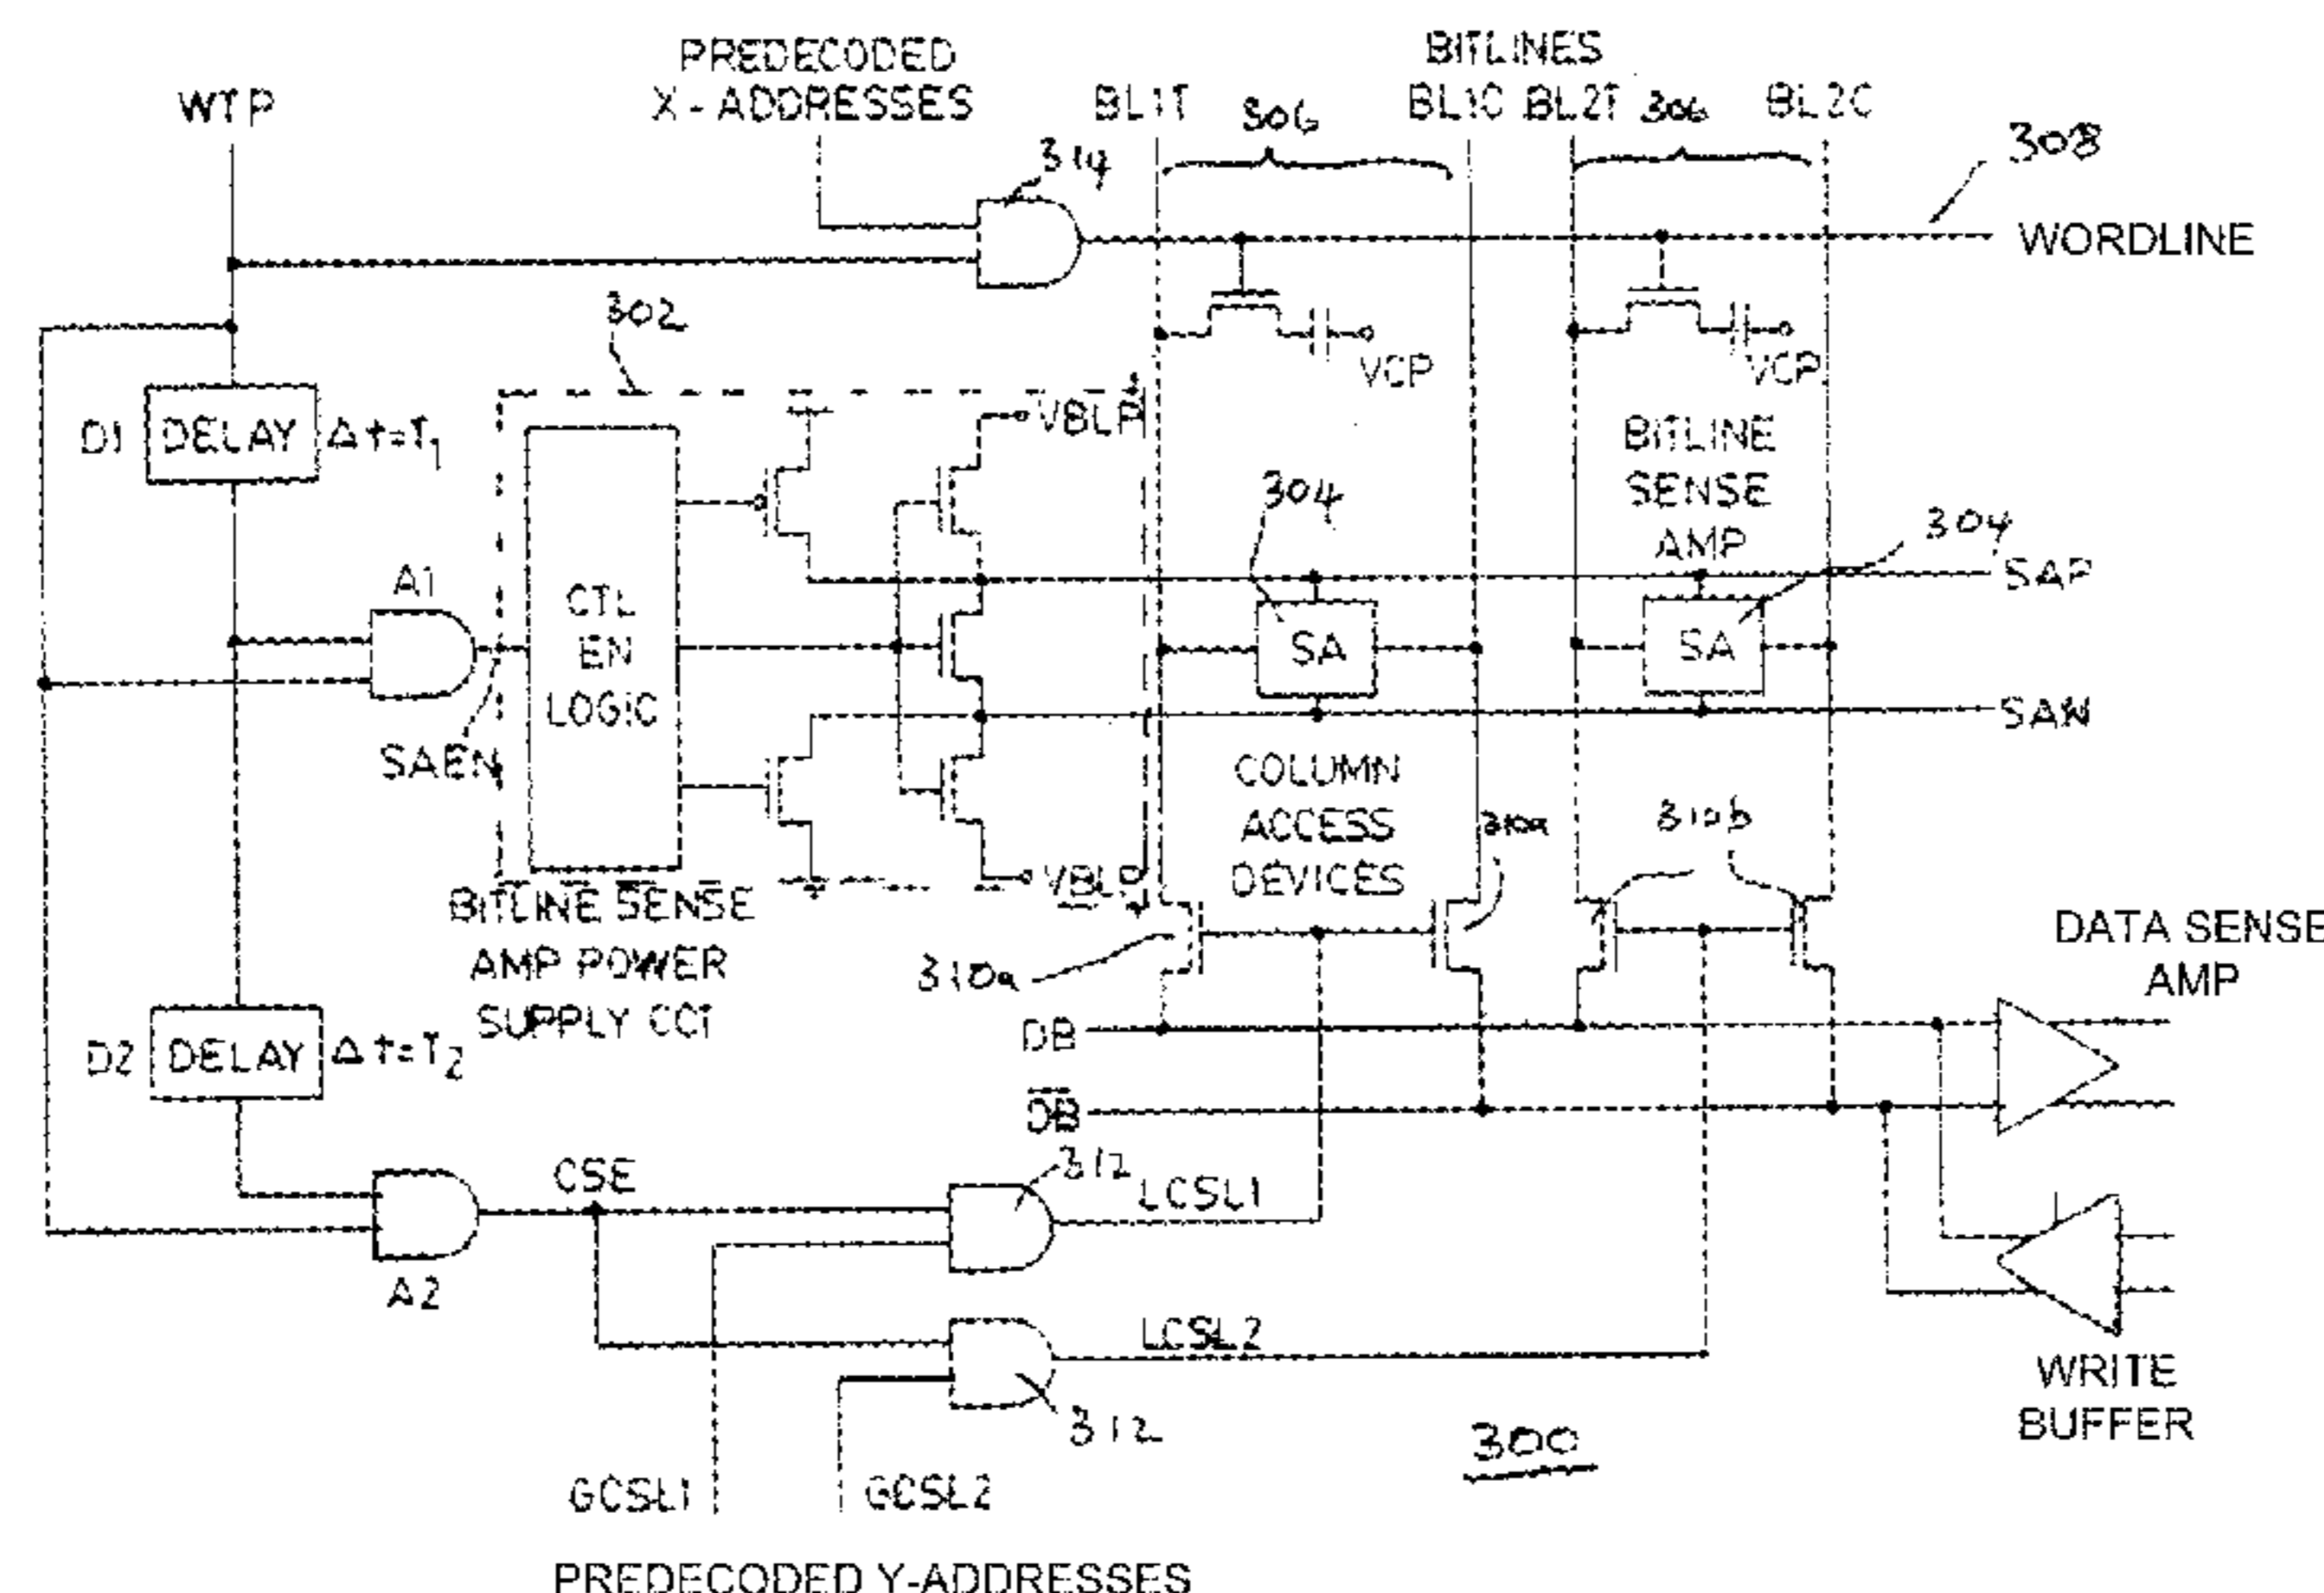 PREDECODED
X - ADDRESSES
WTP
BITLINES
BL1T
306
BL1C
BL2T
306
BL2C
308
WORDLINE
314
302
VCP
VCP
D1
DELAY
Δt=T1
VBLP
BITLINE
SENSE
AMP
304
304
SAP
A1
CTL
EN
LOGIC
SA
SA
SAEN
SAN
COLUMN
ACCESS
DEVICES
310a
310b
VBLP
BITLINE SENSE
AMP POWER
SUPPLY CCT
310a
DATA SENSE
AMP
DB
D2
DELAY
Δt=T2
DB
CSE
312
LCSL1
A2
LCSL2
312
WRITE
BUFFER
300
GCSL1
GCSL2
PREDECODED Y-ADDRESSES